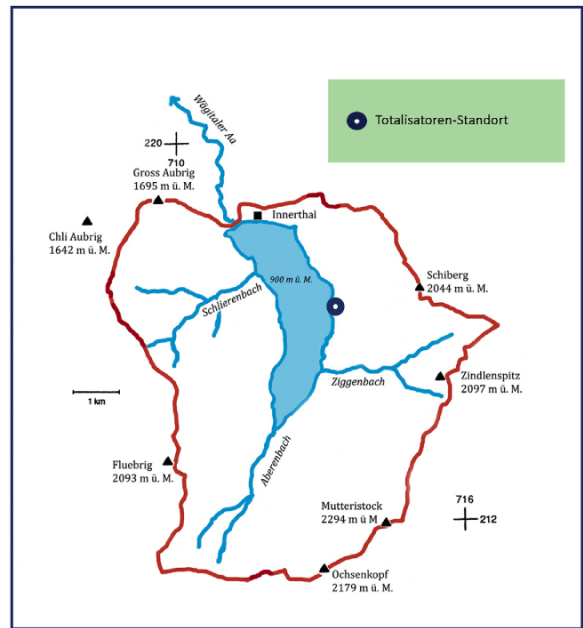 Totalisatoren-Standort
Wägitaler Aa
220
710
Gross Aubrig
1695 m ü. M.
Innerthal
Chli Aubrig
1642 m ü. M.
900 m ü. M.
Schiberg
2044 m ü. M.
Schlierenbach
Ziggenbach
Zindlenspitz
2097 m ü. M.
1 km
Aberenbach
Fluebrig
2093 m ü. M.
Mutteristock
2294 m ü M
716
212
Ochsenkopf
2179 m ü. M.